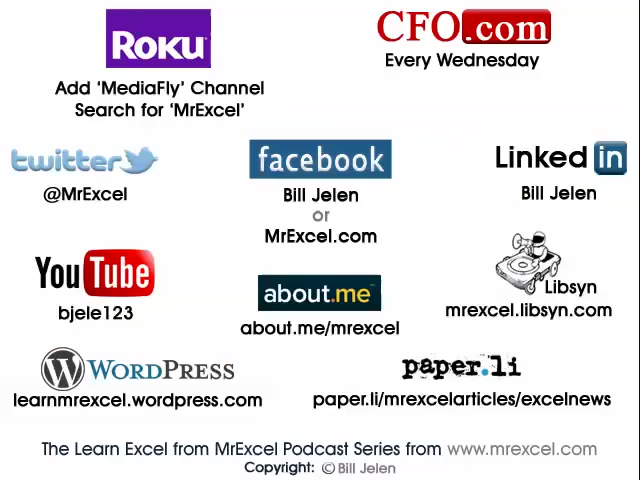 ROKU
CFO.com
Every Wednesday
Add ‘MediaFly’ Channel
Search for ‘MrExcel’
twitter
@MrExcel
facebook
Bill Jelen
or
MrExcel.com
Linked in
Bill Jelen
YouTube
bjele123
about.me
about.me/mrexcel
Libsyn
mrexcel.libsyn.com
WORDPRESS
learnmrexcel.wordpress.com
paper.li
paper.li/mrexcelarticles/excelnews
The Learn Excel from MrExcel Podcast Series from www.mrexcel.com
Copyright: ©Bill Jelen